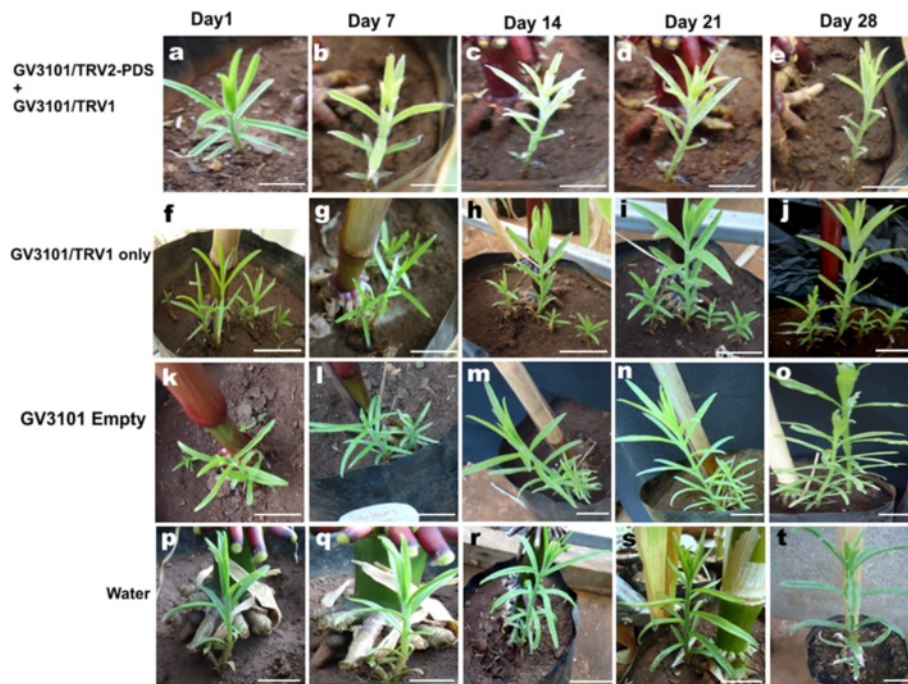 Day1 Day 7 Day 14 Day 21 Day 28
GV3101/TRV2-PDS
+
GV3101/TRV1
a b c d e
GV3101/TRV1 only
f g h i j
GV3101 Empty
k l m n o
Water
p q r s t